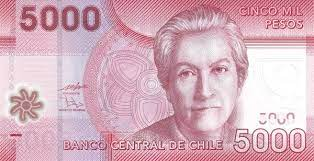 5000
CINCO MIL
PESOS
BANCO CENTRAL DE CHILE
5000